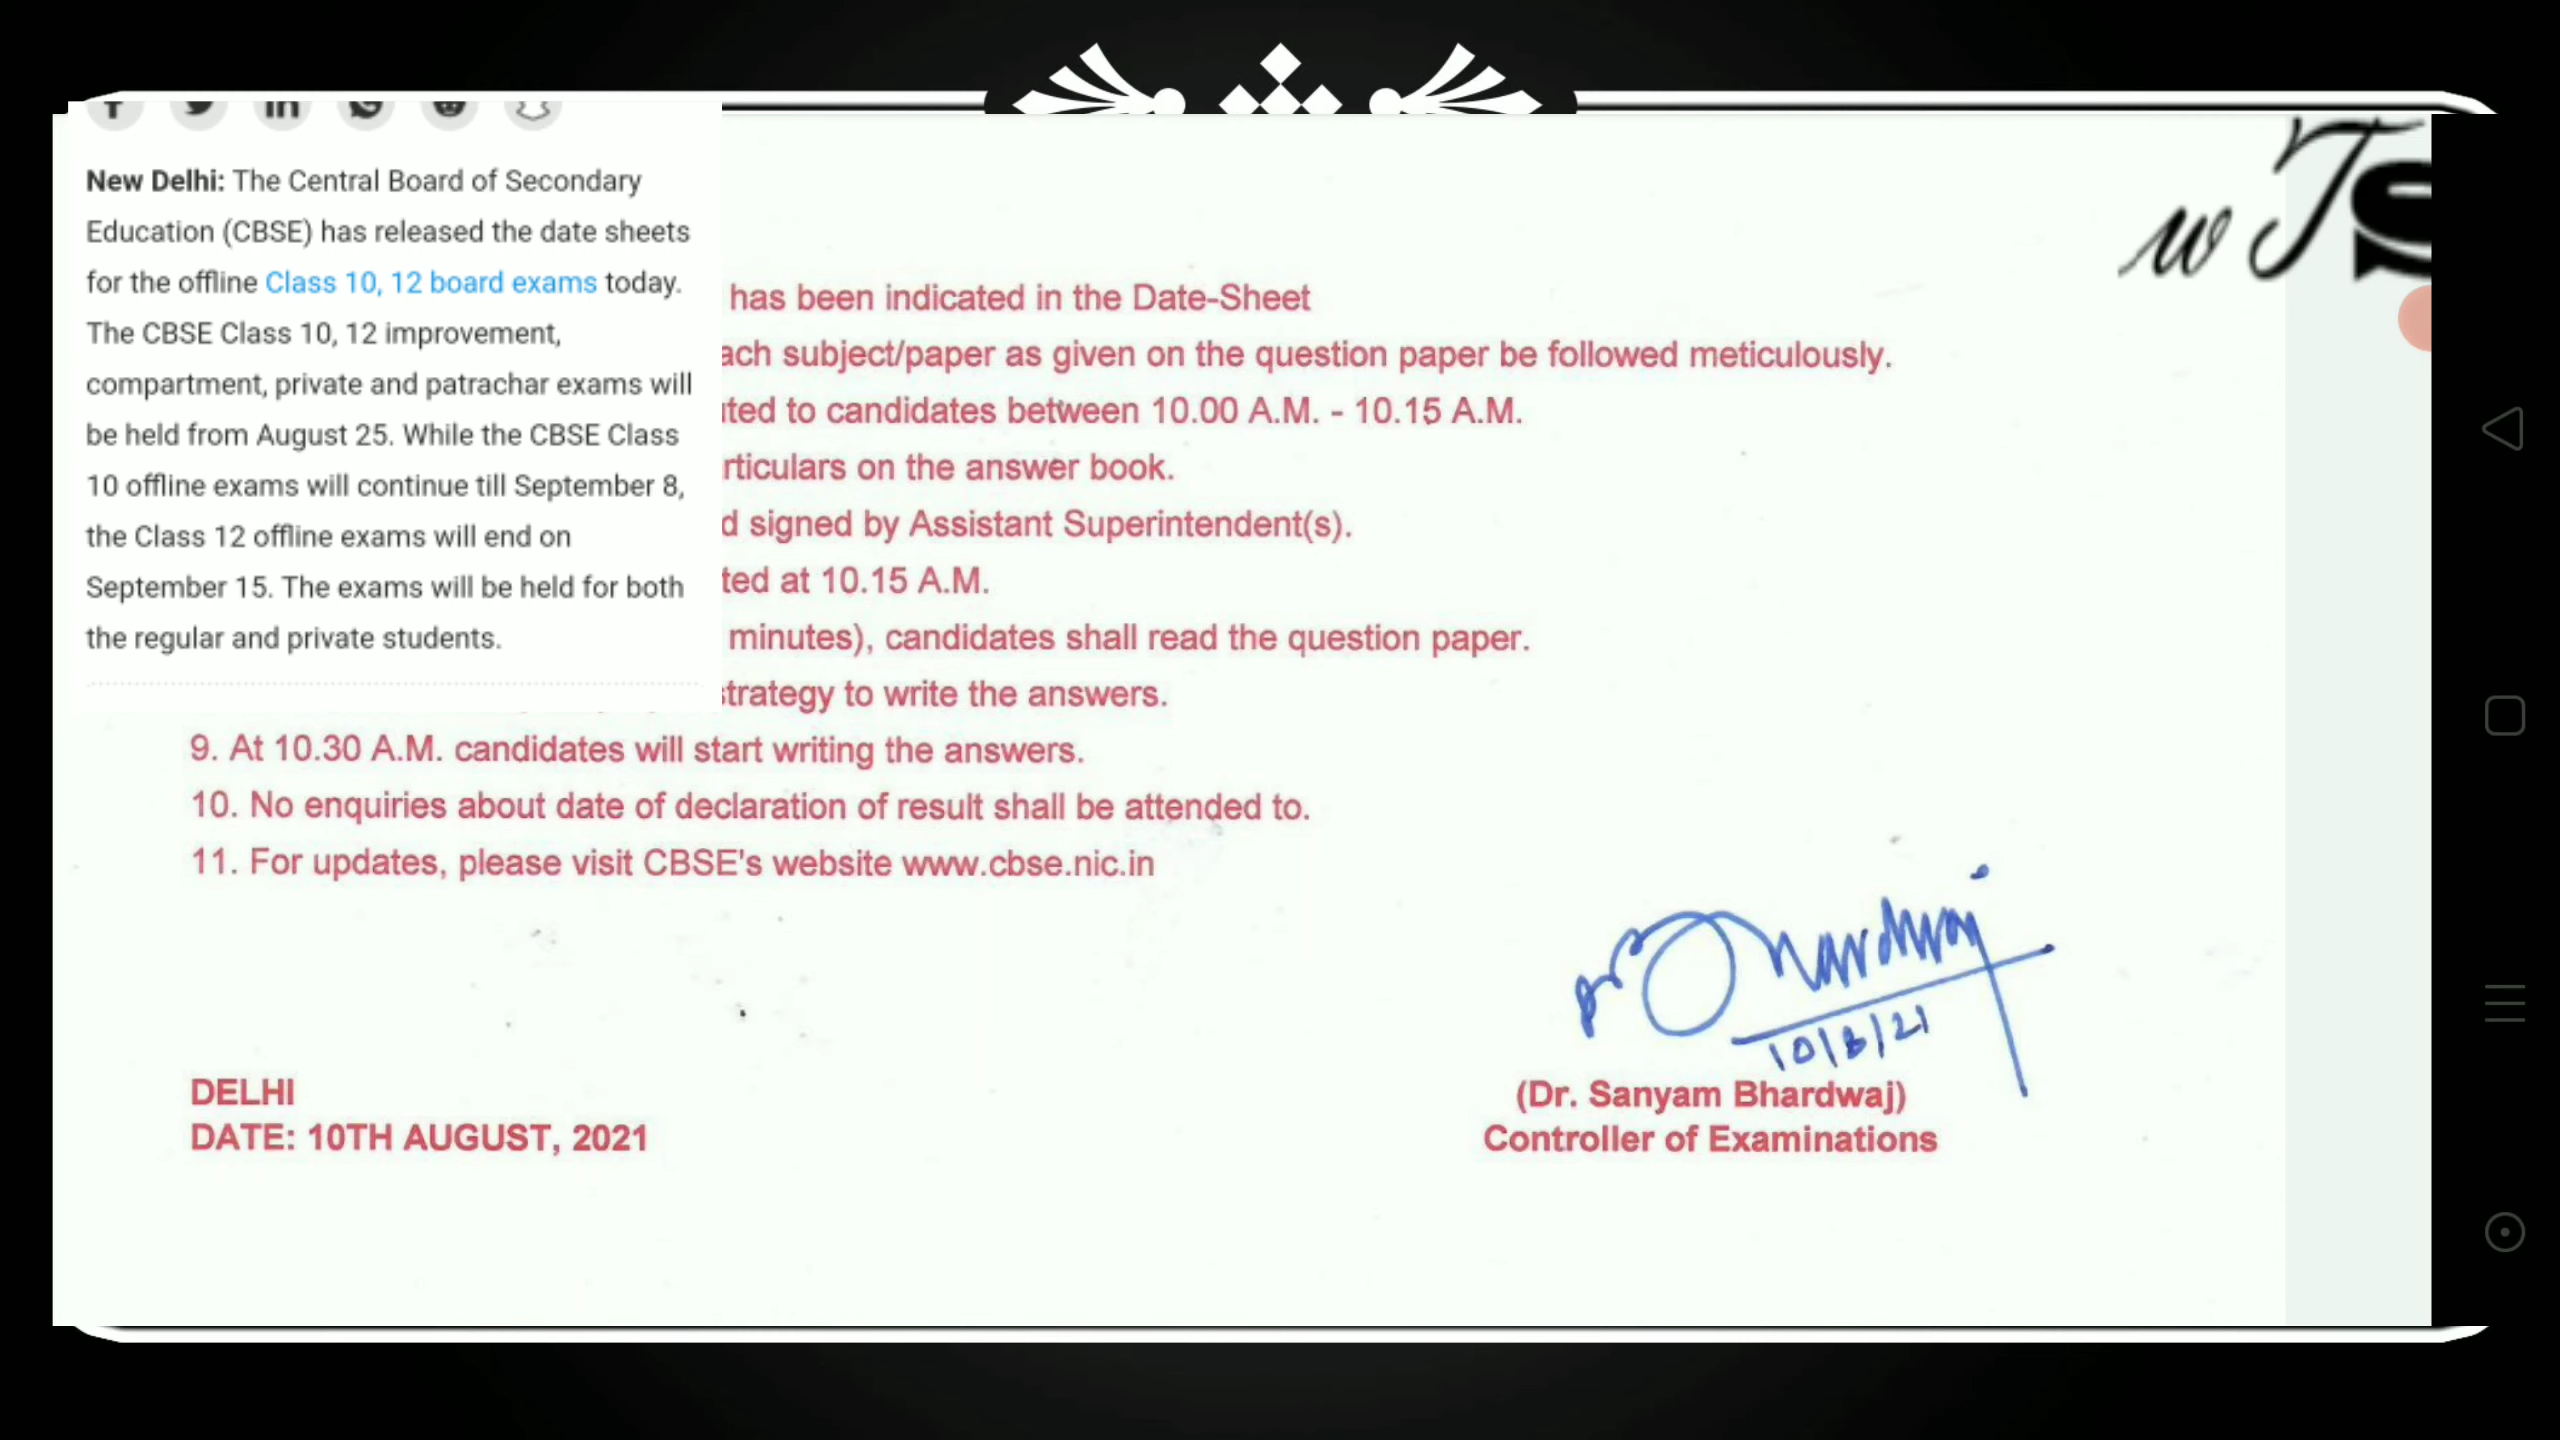 New Delhi: The Central Board of Secondary
Education (CBSE) has released the date sheets
for the offline Class 10, 12 board exams today.
The CBSE Class 10, 12 improvement,
compartment, private and patrachar exams will
be held from August 25. While the CBSE Class
10 offline exams will continue till September 8,
the Class 12 offline exams will end on
September 15. The exams will be held for both
the regular and private students.
has been indicated in the Date-Sheet
ach subject/paper as given on the question paper be followed meticulously.
ted to candidates between 10.00 A.M. - 10.15 A.M.
rticulars on the answer book.
d signed by Assistant Superintendent(s).
ted at 10.15 A.M.
minutes), candidates shall read the question paper.
trategy to write the answers.
9. At 10.30 A.M. candidates will start writing the answers.
10. No enquiries about date of declaration of result shall be attended to.
11. For updates, please visit CBSE's website www.cbse.nic.in
10/8/21
DELHI
DATE: 10TH AUGUST, 2021
(Dr. Sanyam Bhardwaj)
Controller of Examinations